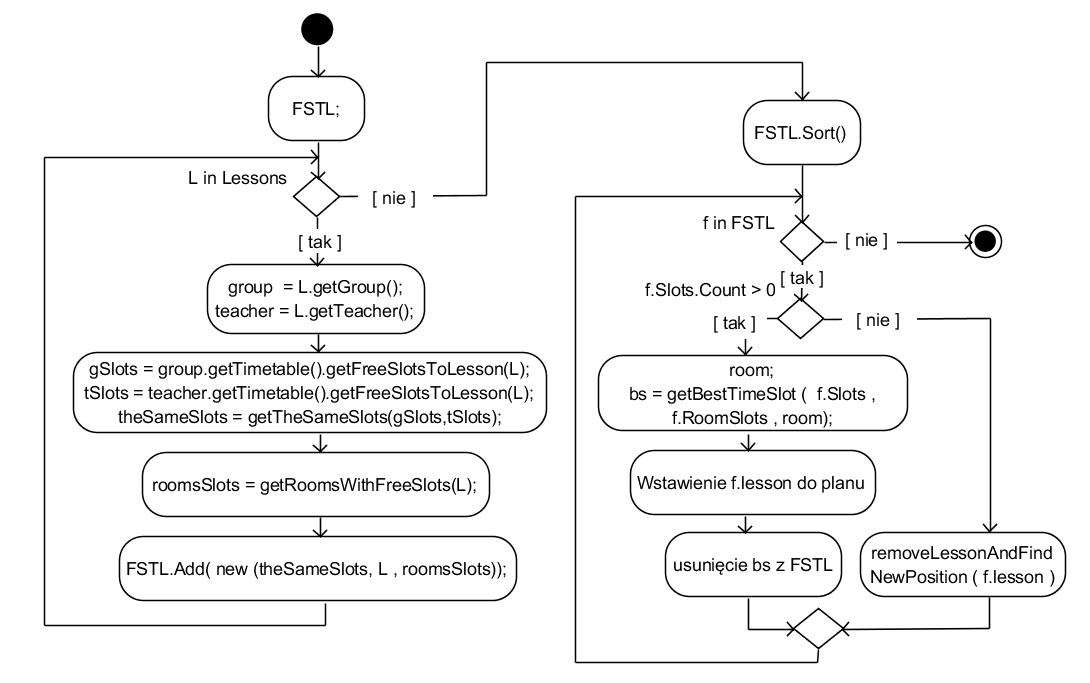 FSTL;
L in Lessons
[ nie ]
[ tak ]
group  = L.getGroup();
teacher = L.getTeacher();
gSlots = group.getTimetable().getFreeSlotsToLesson(L);
tSlots = teacher.getTimetable().getFreeSlotsToLesson(L);
theSameSlots = getTheSameSlots(gSlots,tSlots);
roomsSlots = getRoomsWithFreeSlots(L);
FSTL.Add( new (theSameSlots, L , roomsSlots));
FSTL.Sort()
f in FSTL
[ nie ]
[ tak ]
f.Slots.Count > 0
[ tak ]
[ nie ]
room;
bs = getBestTimeSlot (  f.Slots ,
f.RoomSlots , room);
Wstawienie f.lesson do planu
usunięcie bs z FSTL
removeLessonAndFind
NewPosition ( f.lesson )